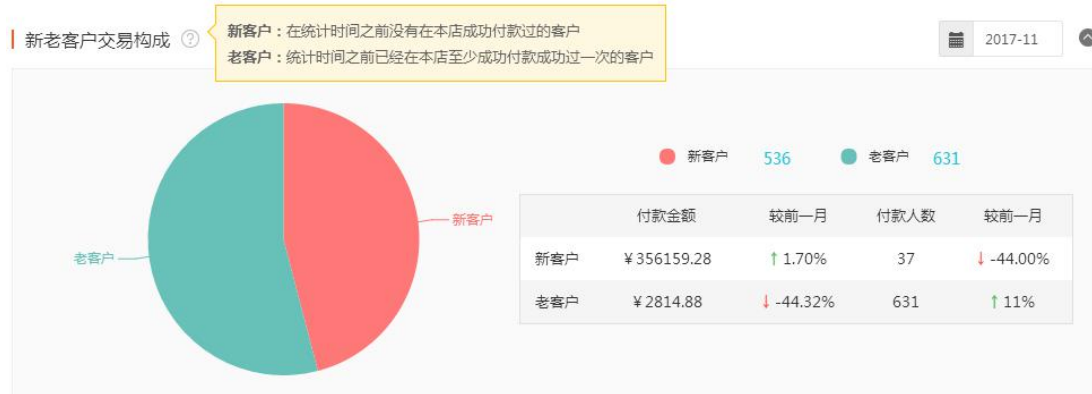 新老客户交易构成
新客户：在统计时间之前没有在本店成功付款过的客户
老客户：统计时间之前已经在本店至少成功付款成功过一次的客户
2017-11
新客户 536 老客户 631
新客户
老客户
付款金额 较前一月 付款人数 较前一月
新客户 ¥356159.28 ↑1.70% 37 ↓-44.00%
老客户 ¥2814.88 ↓-44.32% 631 ↑11%